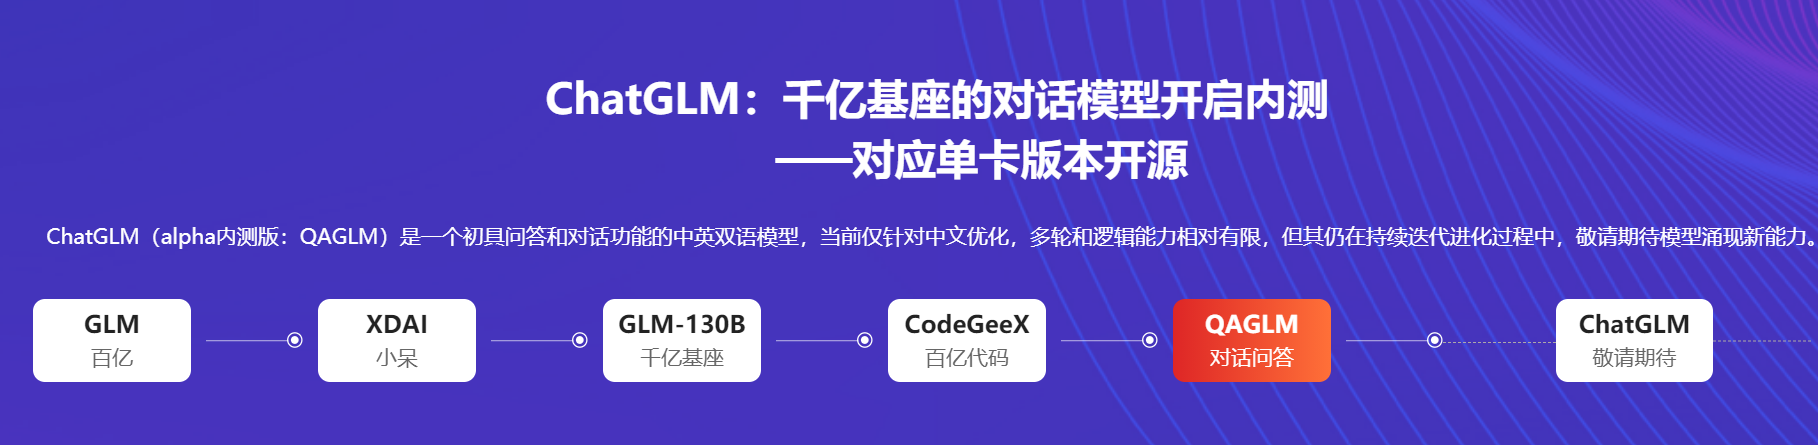 ChatGLM：千亿基座的对话模型开启内测
——对应单卡版本开源
ChatGLM（alpha内测版：QAGLM）是一个初具问答和对话功能的中英双语模型，当前仅针对中文优化，多轮和逻辑能力相对有限，但其仍在持续迭代进化过程中，敬请期待模型涌现新能力。
GLM
百亿
XDAI
小呆
GLM-130B
千亿基座
CodeGeeX
百亿代码
QAGLM
对话问答
ChatGLM
敬请期待